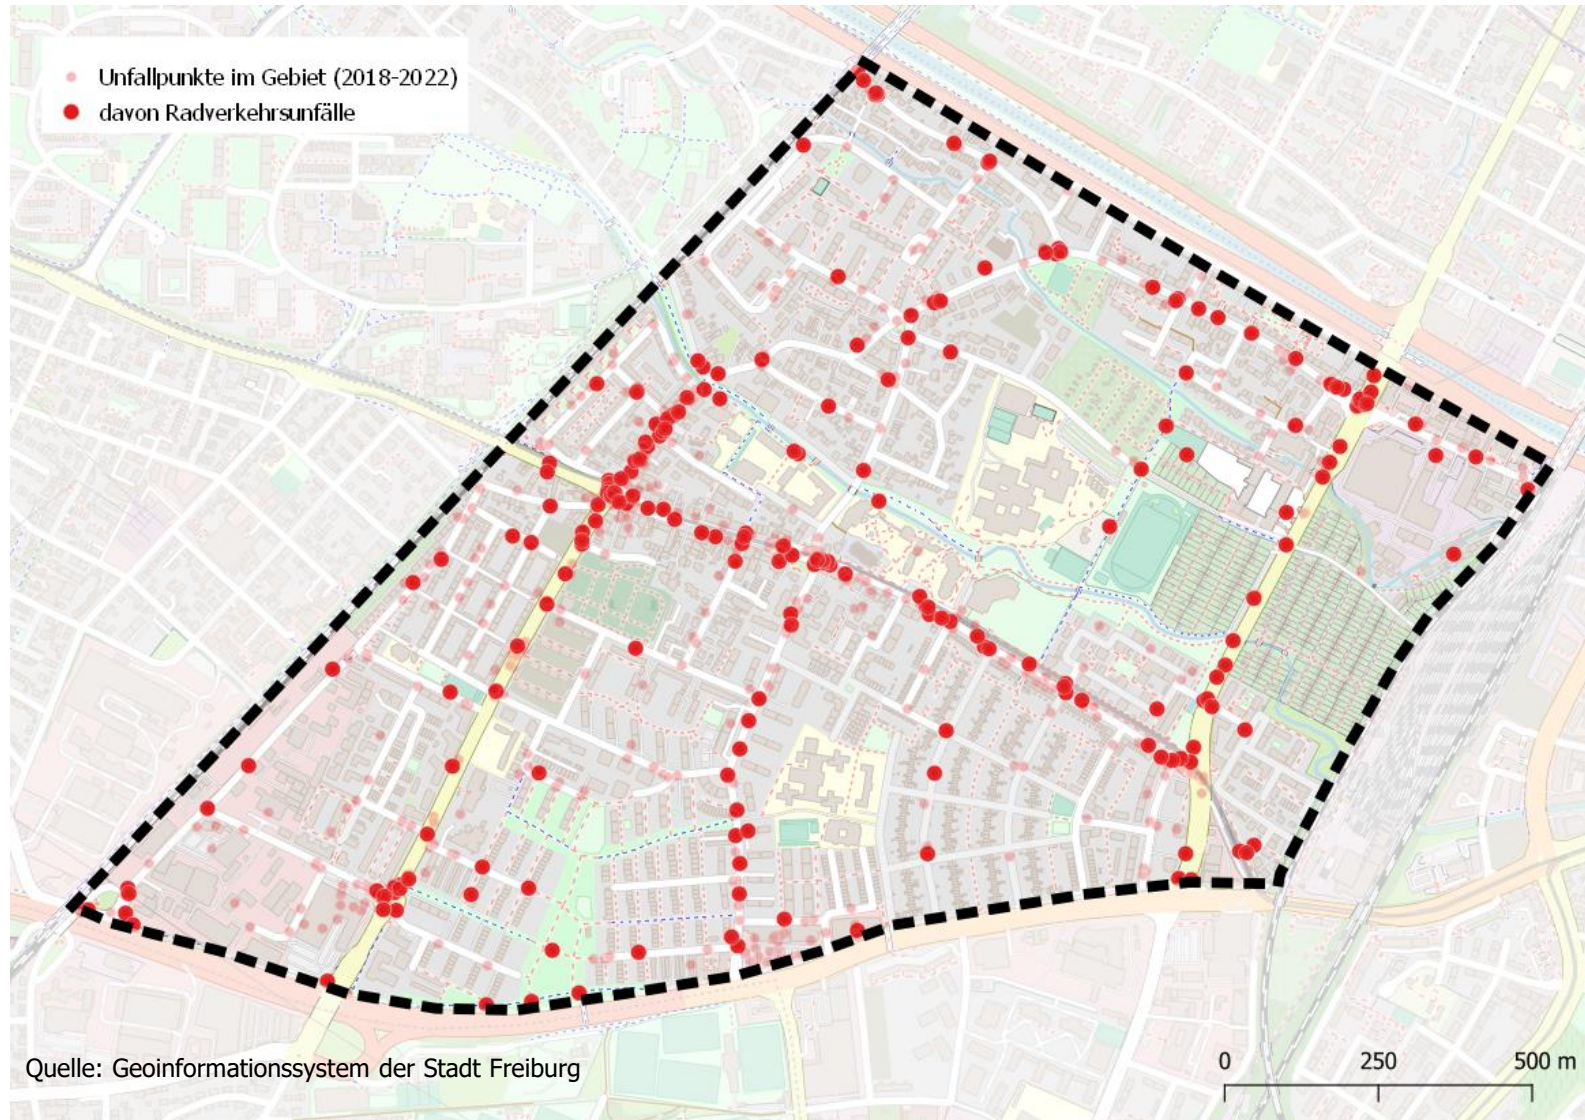 Unfallpunkte im Gebiet (2018-2022)
davon Radverkehrsunfälle
Quelle: Geoinformationssystem der Stadt Freiburg
0 250 500 m